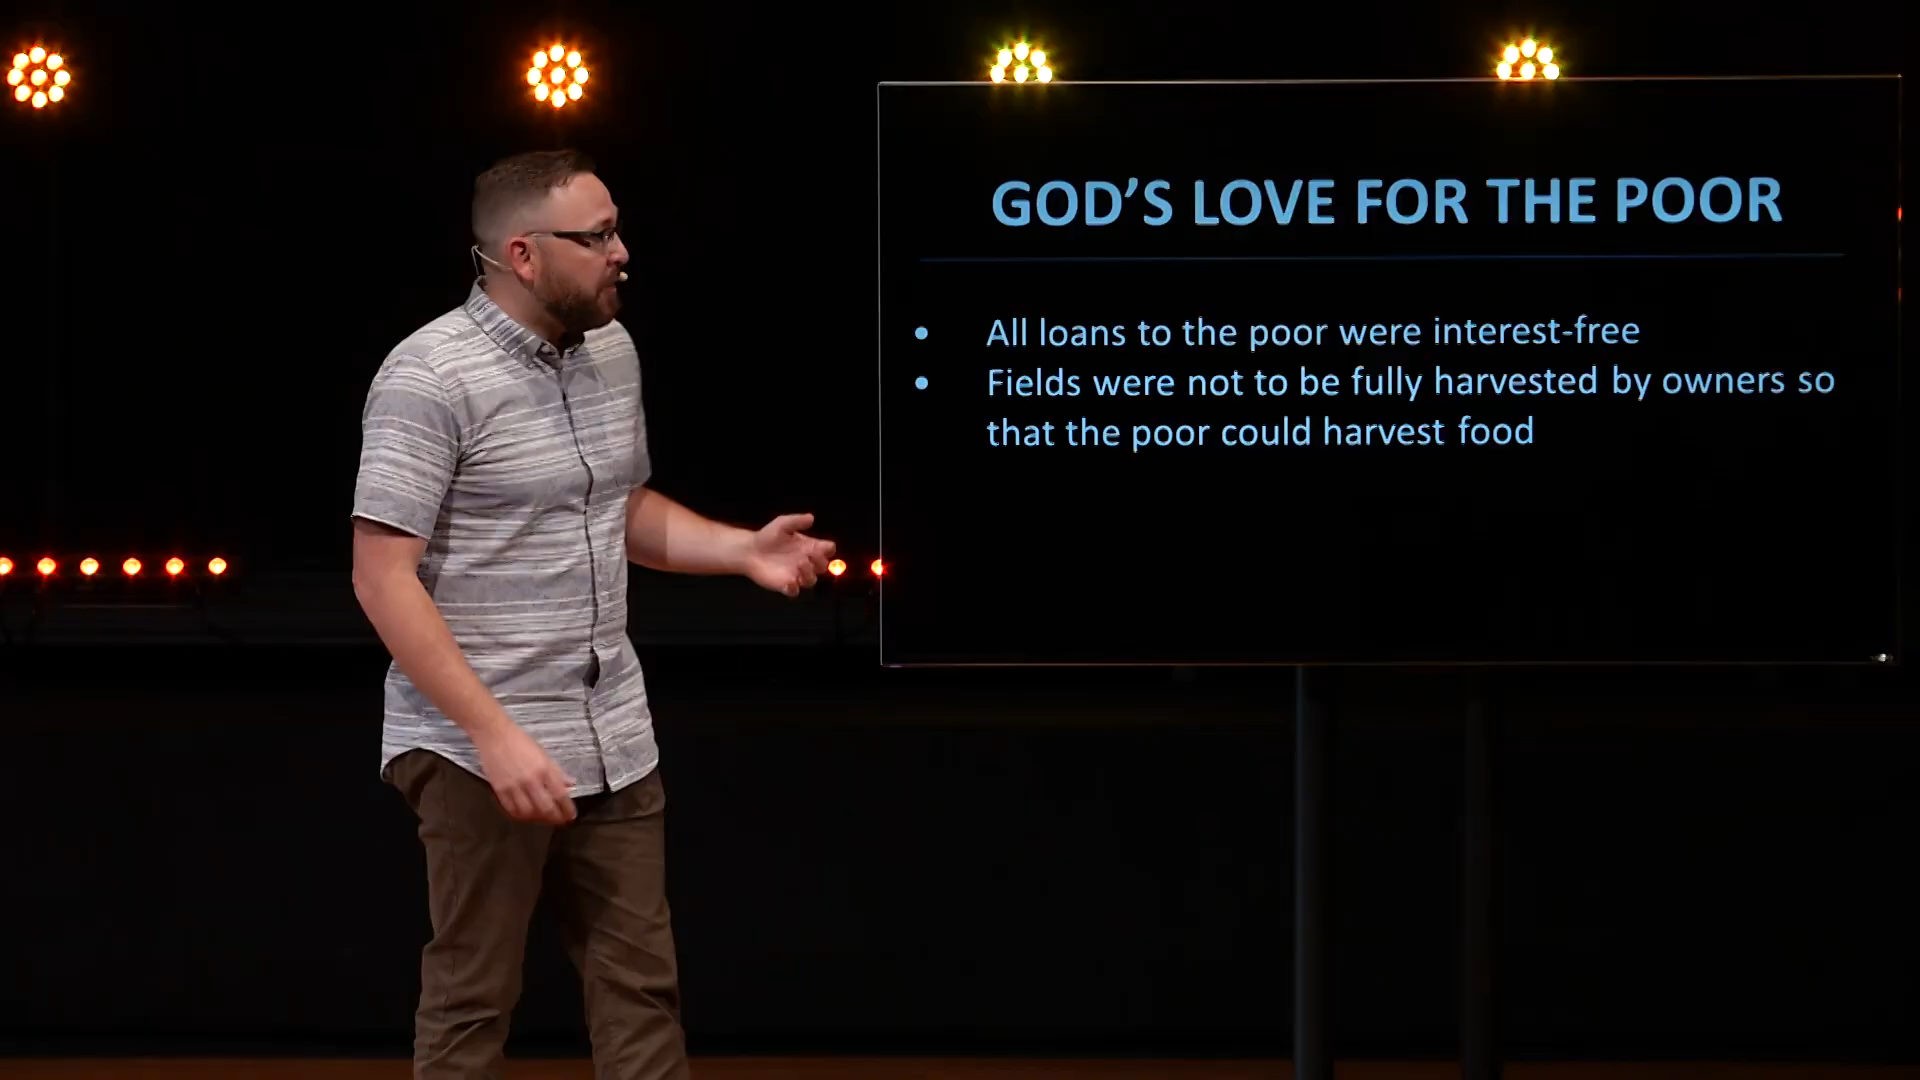 GOD’S LOVE FOR THE POOR
• All loans to the poor were interest-free
• Fields were not to be fully harvested by owners so
that the poor could harvest food